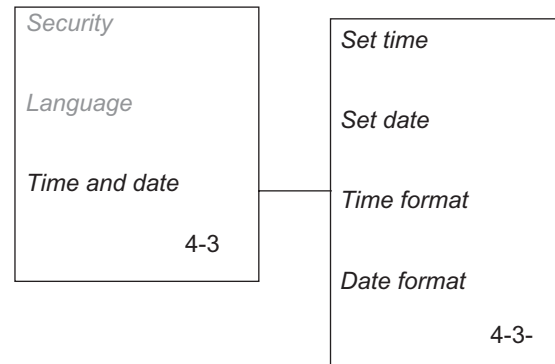 Security
Language
Time and date
4-3
Set time
Set date
Time format
Date format
4-3-